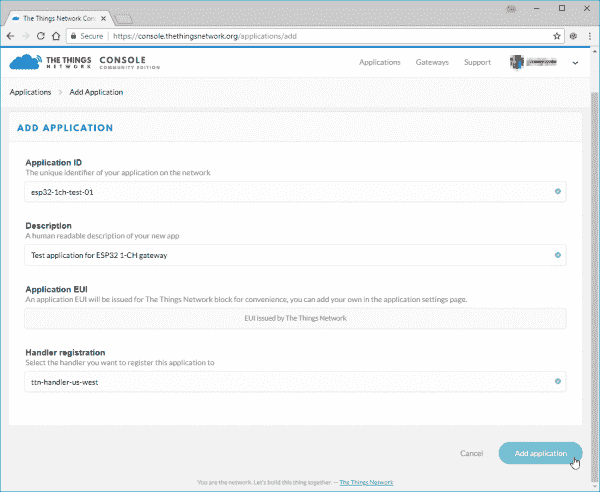 The Things Network Con
Secure
https://console.thethingsnetwork.org/applications/add
THE THINGS
NETWORK
CONSOLE
COMMUNITY EDITION
Applications
Gateways
Support
Applications > Add Application
ADD APPLICATION
Application ID
The unique identifier of your application on the network
esp32-1ch-test-01
Description
A human readable description of your new app
Test application for ESP32 1-CH gateway
Application EUI
An application EUI will be issued for The Things Network block for convenience, you can add your own in the application settings page.
EUI issued by The Things Network
Handler registration
Select the handler you want to register this application to
ttn-handler-us-west
Cancel
Add application
You are the network. Let's build this thing together. — The Things Network